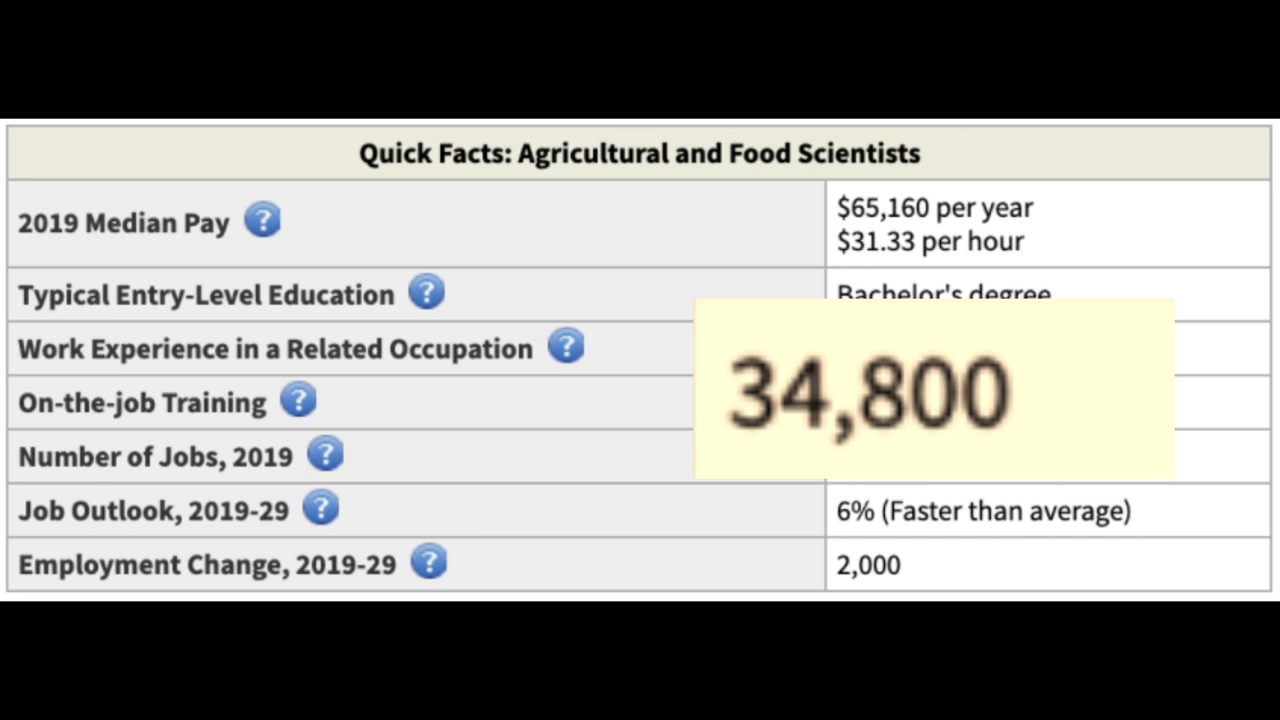 Quick Facts: Agricultural and Food Scientists
2019 Median Pay ?
$65,160 per year
$31.33 per hour
Typical Entry-Level Education ?
Bachelor's degree
Work Experience in a Related Occupation ?
On-the-job Training ?
34,800
Number of Jobs, 2019 ?
Job Outlook, 2019-29 ?
6% (Faster than average)
Employment Change, 2019-29 ?
2,000